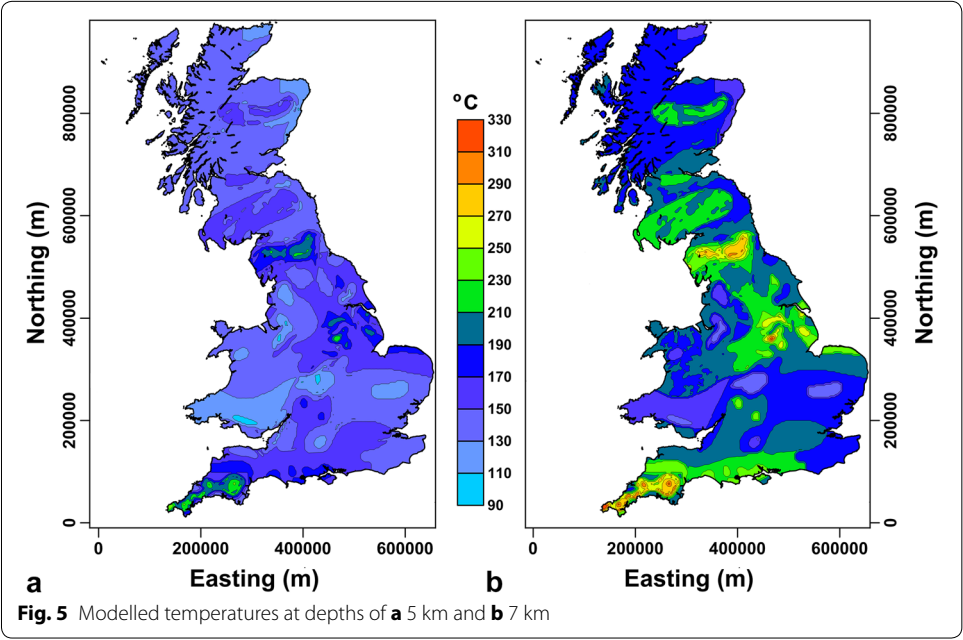 °C
330
310
290
270
250
230
210
190
170
150
130
110
90
Northing (m)
800000
600000
400000
200000
0
0 200000 400000 600000
Easting (m)
a
Northing (m)
800000
600000
400000
200000
0
0 200000 400000 600000
Easting (m)
b
Fig. 5 Modelled temperatures at depths of a 5 km and b 7 km